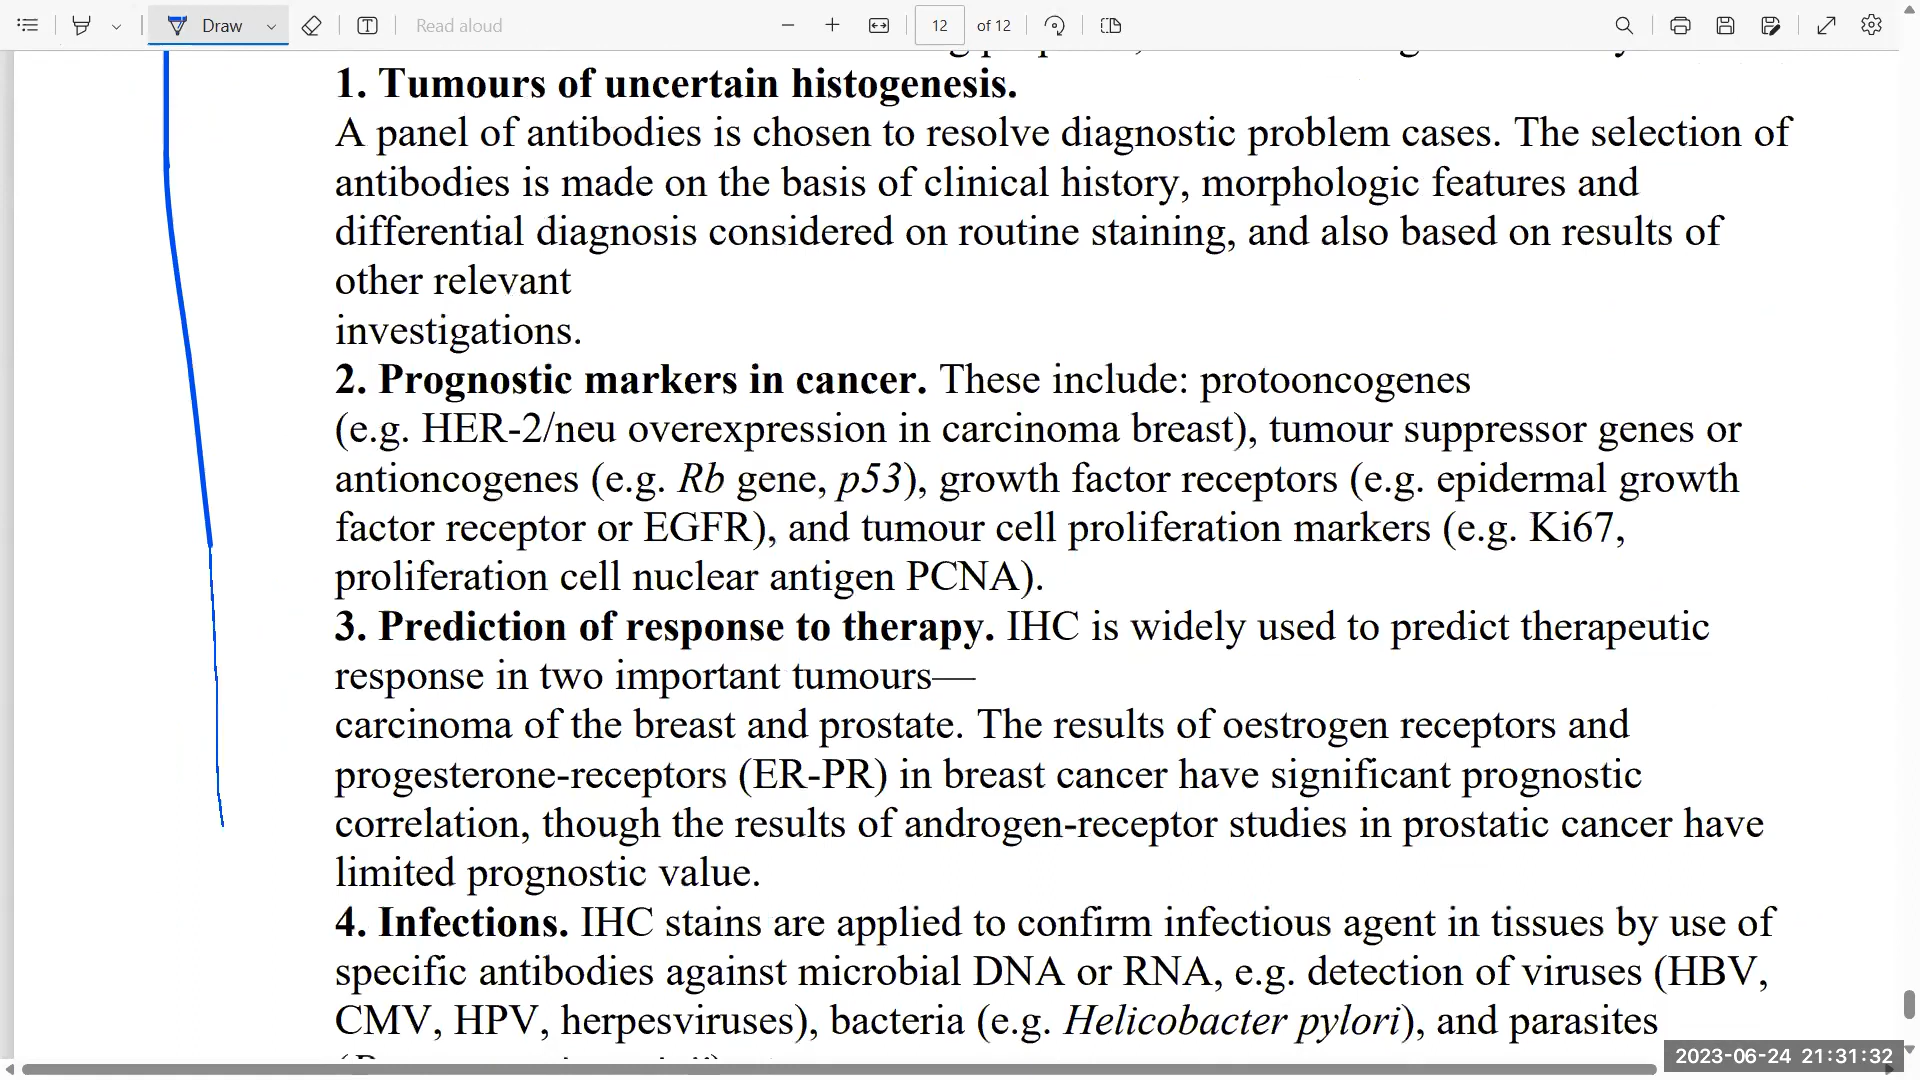 Draw
Read aloud
12
of 12
1. Tumours of uncertain histogenesis.
A panel of antibodies is chosen to resolve diagnostic problem cases. The selection of
antibodies is made on the basis of clinical history, morphologic features and
differential diagnosis considered on routine staining, and also based on results of
other relevant
investigations.
2. Prognostic markers in cancer. These include: protooncogenes
(e.g. HER-2/neu overexpression in carcinoma breast), tumour suppressor genes or
antioncogenes (e.g. Rb gene, p53), growth factor receptors (e.g. epidermal growth
factor receptor or EGFR), and tumour cell proliferation markers (e.g. Ki67,
proliferation cell nuclear antigen PCNA).
3. Prediction of response to therapy. IHC is widely used to predict therapeutic
response in two important tumours—
carcinoma of the breast and prostate. The results of oestrogen receptors and
progesterone-receptors (ER-PR) in breast cancer have significant prognostic
correlation, though the results of androgen-receptor studies in prostatic cancer have
limited prognostic value.
4. Infections. IHC stains are applied to confirm infectious agent in tissues by use of
specific antibodies against microbial DNA or RNA, e.g. detection of viruses (HBV,
CMV, HPV, herpesviruses), bacteria (e.g. Helicobacter pylori), and parasites
2023-06-24 21:31:32